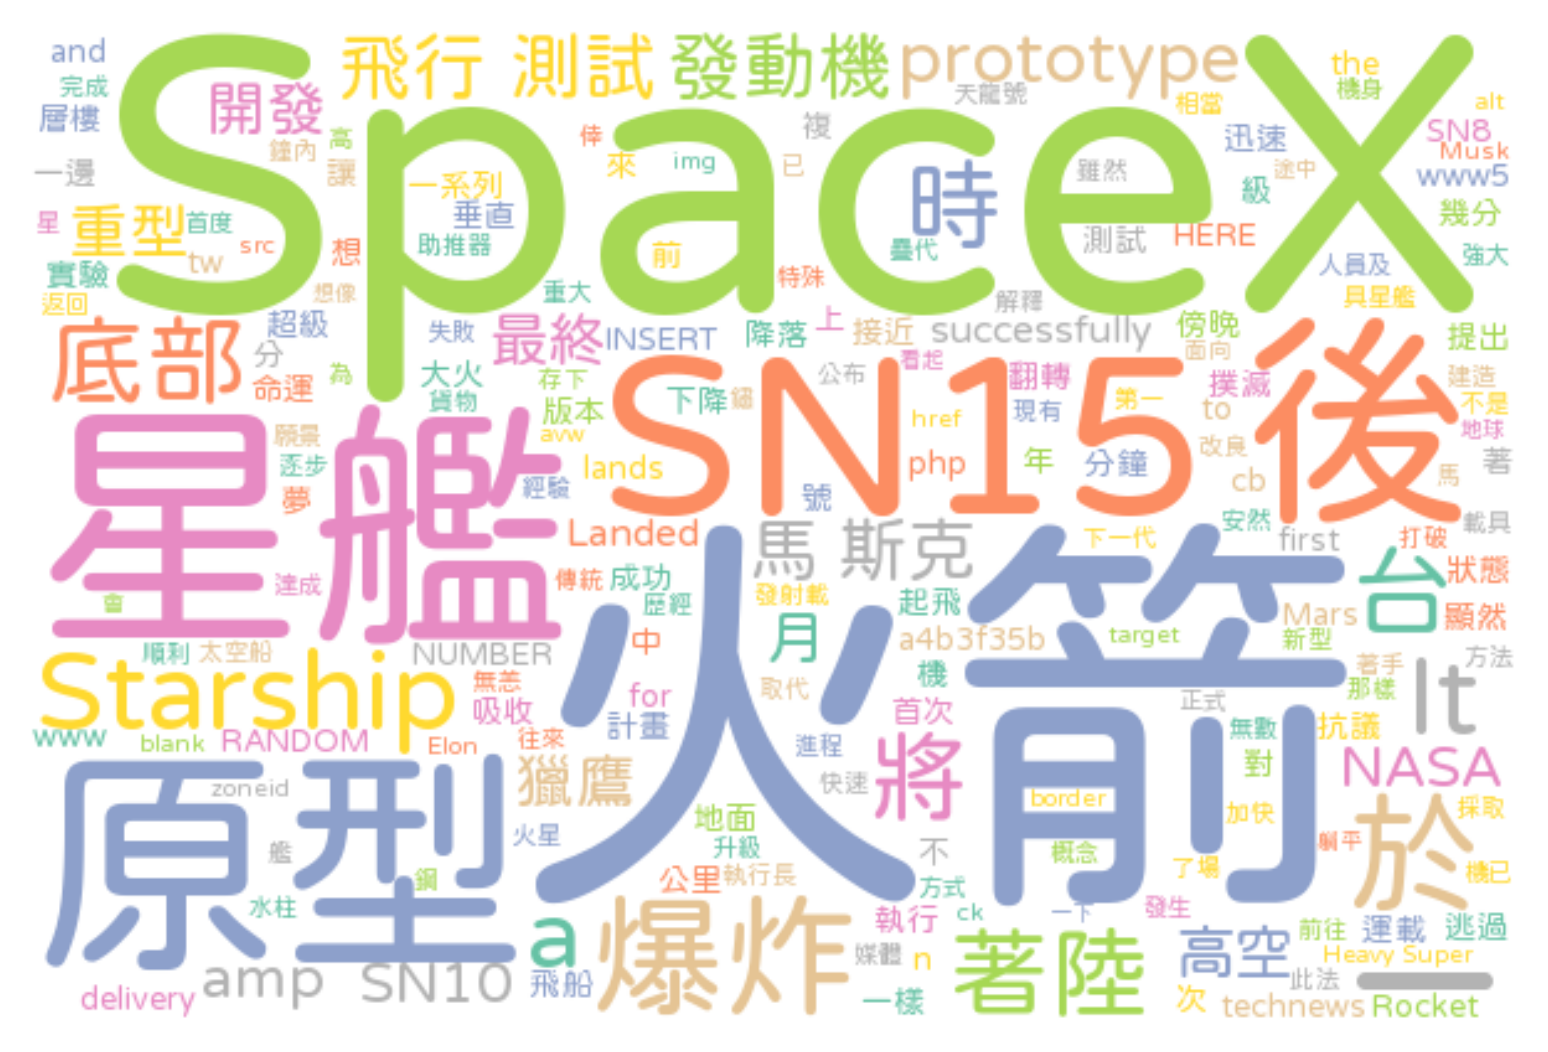 and
飛行 測試
發動機
prototype
the
完成
開發
天龍號
相當
機身
alt
層樓
SpaceX
高
倖
複
迅速
SN8
Musk
鐘內
一邊
讓
一系列
來
img
已
時
雖然
途中
www5
級
垂直
幾分
星
重型
首度
助推器
前
疊代
測試
HERE
src
想
tw
強大
實驗
特殊
人員及
返回
想像
重大
解釋
具星艦
超級
失敗
最終
INSERT
降落
上
接近
successfully
傍晚
提出
底部
分
看起
面向
命運
為
大火
存下
公布
翻轉
撲滅
建造
後
貨物
版本
下降
鏽
SN15
現有
第一
to
不是
星艦
avw
href
地球
願景
改良
逐步
lands
php
年
分鐘
著
經驗
cb
馬
夢
號
安然
載具
Landed
馬 斯克
下一代
first
打破
火箭
台
達成
傳統
成功
發射載
狀態
會
歷經
起飛
Mars
顯然
中
月
a4b3f35b
target
新型
順利
太空船
NUMBER
方法
Starship
無恙
機
著手
It
吸收
for
取代
那樣
計畫
首次
正式
無數
抗議
www
blank
RANDOM
Elon
往來
進程
將
對
NASA
原型
zoneid
獵鷹
快速
border
加快
採取
於
火星
地面
艦
升級
不
概念
躺平
鋼
公里
執行長
方式
了場
機已
水柱
a
爆炸
執行
ck
一下
發生
前往
運載
逃過
著陸
高空
媒體
n
Heavy Super
amp
SN10
飛船
此法
delivery
一樣
次
technews
Rocket